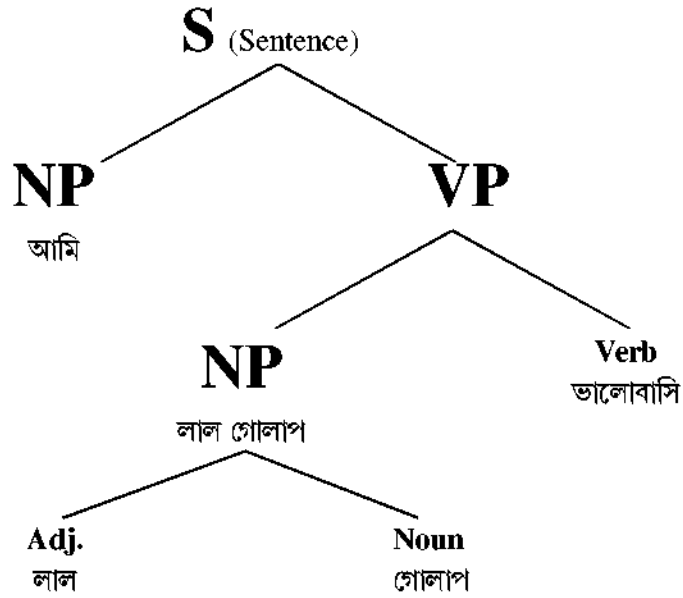 S (Sentence)
NP VP
আমি
NP Verb
ভালোবাসি
লাল গোলাপ
Adj. Noun
লাল গোলাপ